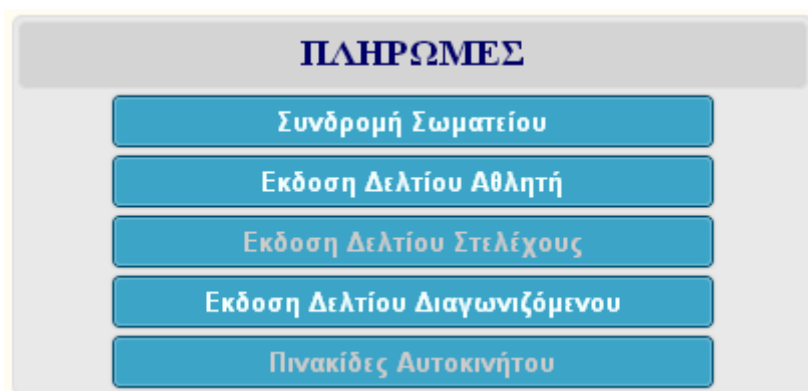 ΠΛΗΡΩΜΕΣ
Συνδρομή Σωματείου
Εκδοση Δελτίου Αθλητή
Εκδοση Δελτίου Στελέχους
Εκδοση Δελτίου Διαγωνιζόμενου
Πινακίδες Αυτοκινήτου